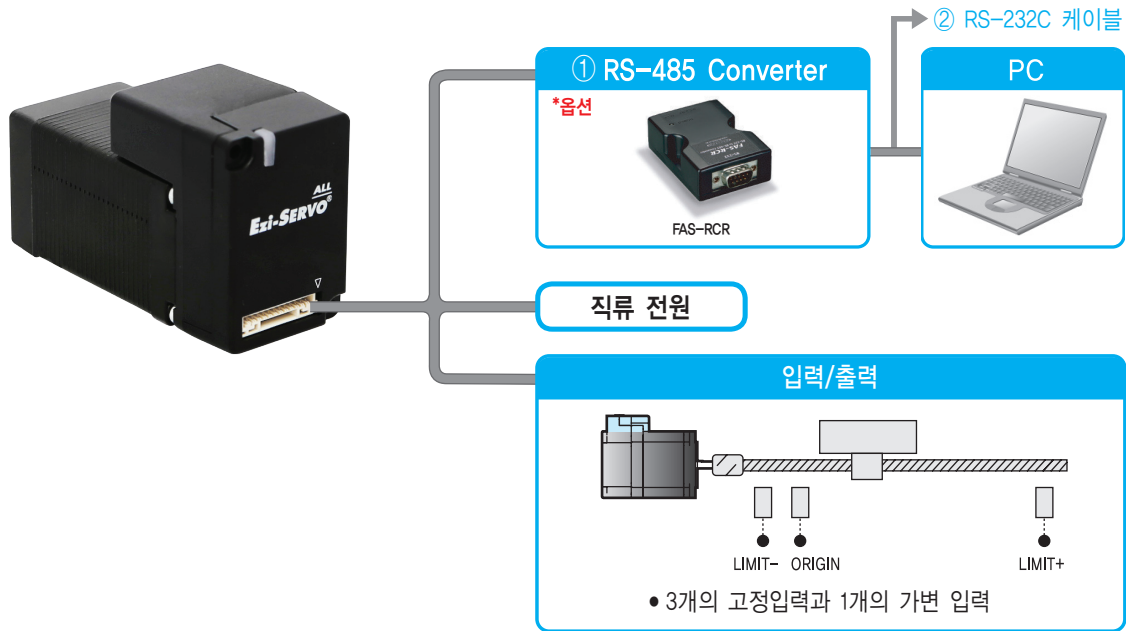 ② RS-232C 케이블
① RS-485 Converter
*옵션
FAS-RCR
FAS-RCR
PC
ALL
Ezi-SERVO®
직류 전원
입력/출력
LIMIT- ORIGIN LIMIT+
• 3개의 고정입력과 1개의 가변 입력